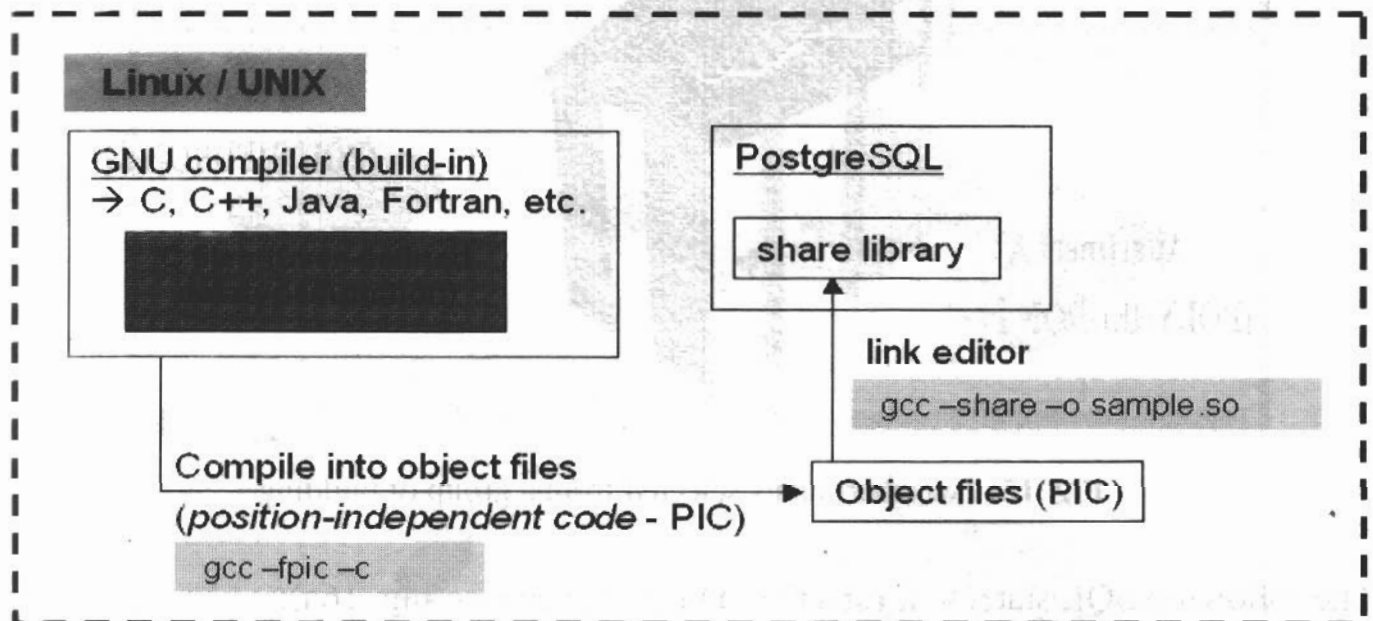 Linux / UNIX
GNU compiler (build-in)
→ C, C++, Java, Fortran, etc.
PostgreSQL
share library
link editor
gcc –share –o sample.so
Compile into object files
(position-independent code - PIC)
Object files (PIC)
gcc –fpic –c